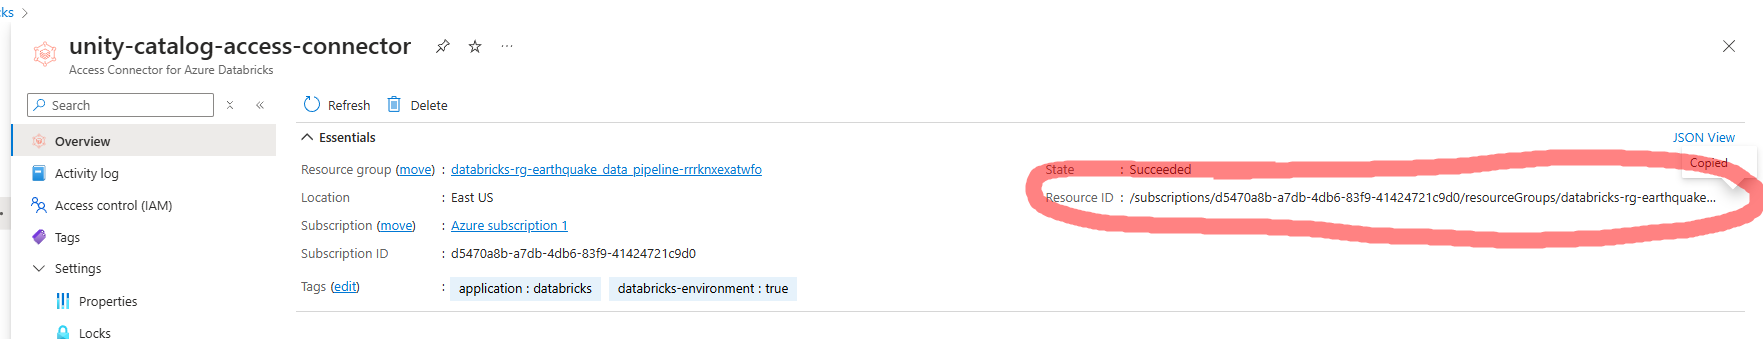 cks >
unity-catalog-access-connector
Access Connector for Azure Databricks
Search
Refresh
Delete
Overview
Activity log
Access control (IAM)
Tags
Settings
Properties
Locks
Essentials
JSON View
Copied
Resource group (move) : databricks-rg-earthquake_data_pipeline-rrrknxexatwfo
Location : East US
Subscription (move) : Azure subscription 1
Subscription ID : d5470a8b-a7db-4db6-83f9-41424721c9d0
Tags (edit) : application : databricks databricks-environment : true
State : Succeeded
Resource ID : /subscriptions/d5470a8b-a7db-4db6-83f9-41424721c9d0/resourceGroups/databricks-rg-earthquake...